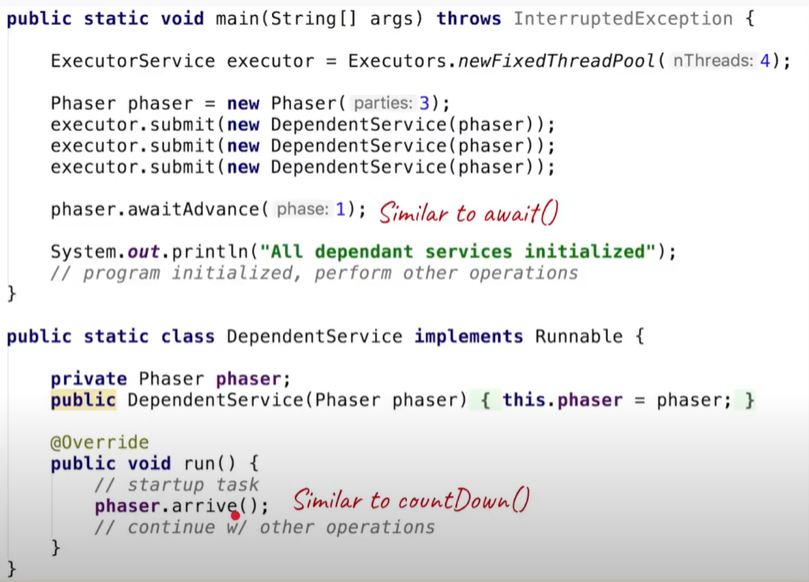 public static void main(String[] args) throws InterruptedException {
ExecutorService executor = Executors.newFixedThreadPool( nThreads: 4);
Phaser phaser = new Phaser( parties: 3);
executor.submit(new DependentService(phaser));
executor.submit(new DependentService(phaser));
executor.submit(new DependentService(phaser));
phaser.awaitAdvance( phase: 1); Similar to await()
System.out.println("All dependant services initialized");
// program initialized, perform other operations
}
public static class DependentService implements Runnable {
private Phaser phaser;
public DependentService(Phaser phaser) { this.phaser = phaser; }
@Override
public void run() {
// startup task
phaser.arrive(); Similar to countDown()
// continue w/ other operations
}
}